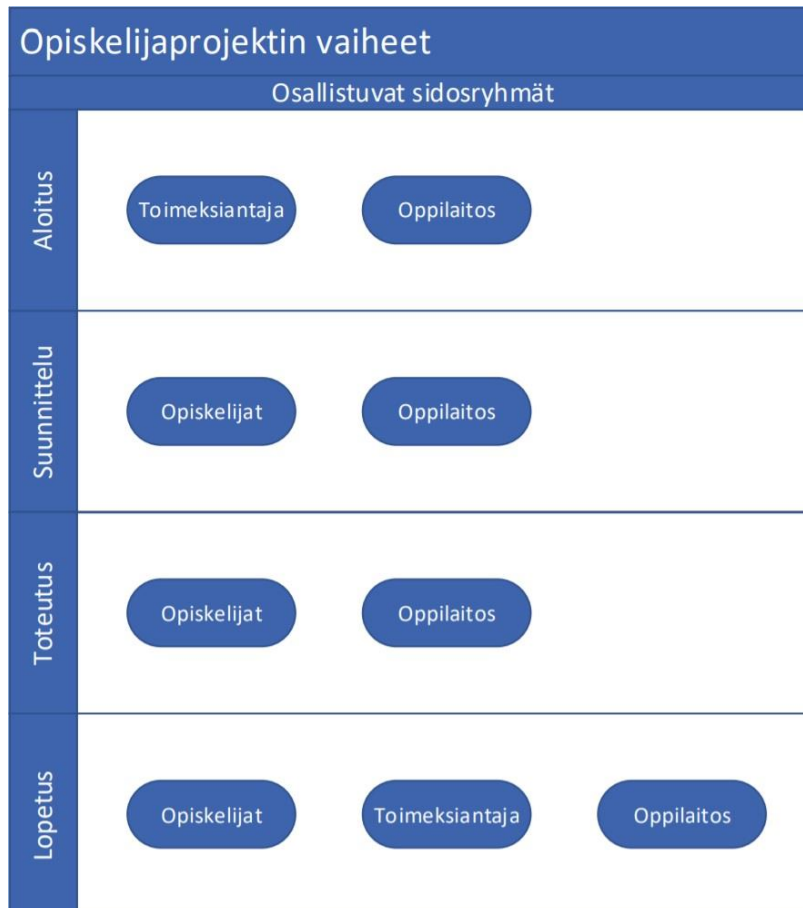 Opiskelijaprojektin vaiheet
Osallistuvat sidosryhmät
Aloitus
Toimeksiantaja
Oppilaitos
Suunnittelu
Opiskelijat
Oppilaitos
Toteutus
Opiskelijat
Oppilaitos
Lopetus
Opiskelijat
Toimeksiantaja
Oppilaitos